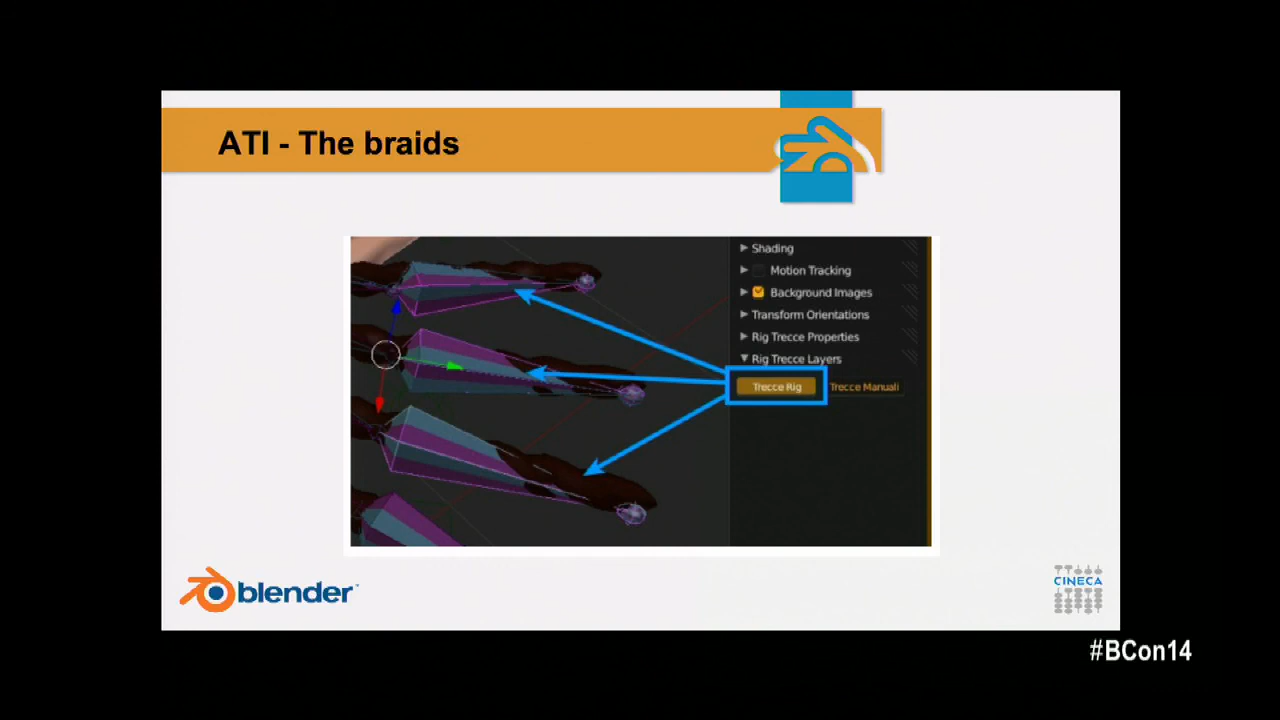 ATI - The braids
Shading
Motion Tracking
Background Images
Transform Orientations
Rig Trecce Properties
Rig Trecce Layers
Trecce Rig
Trecce Manuali
blender
CINECA
#BCon14